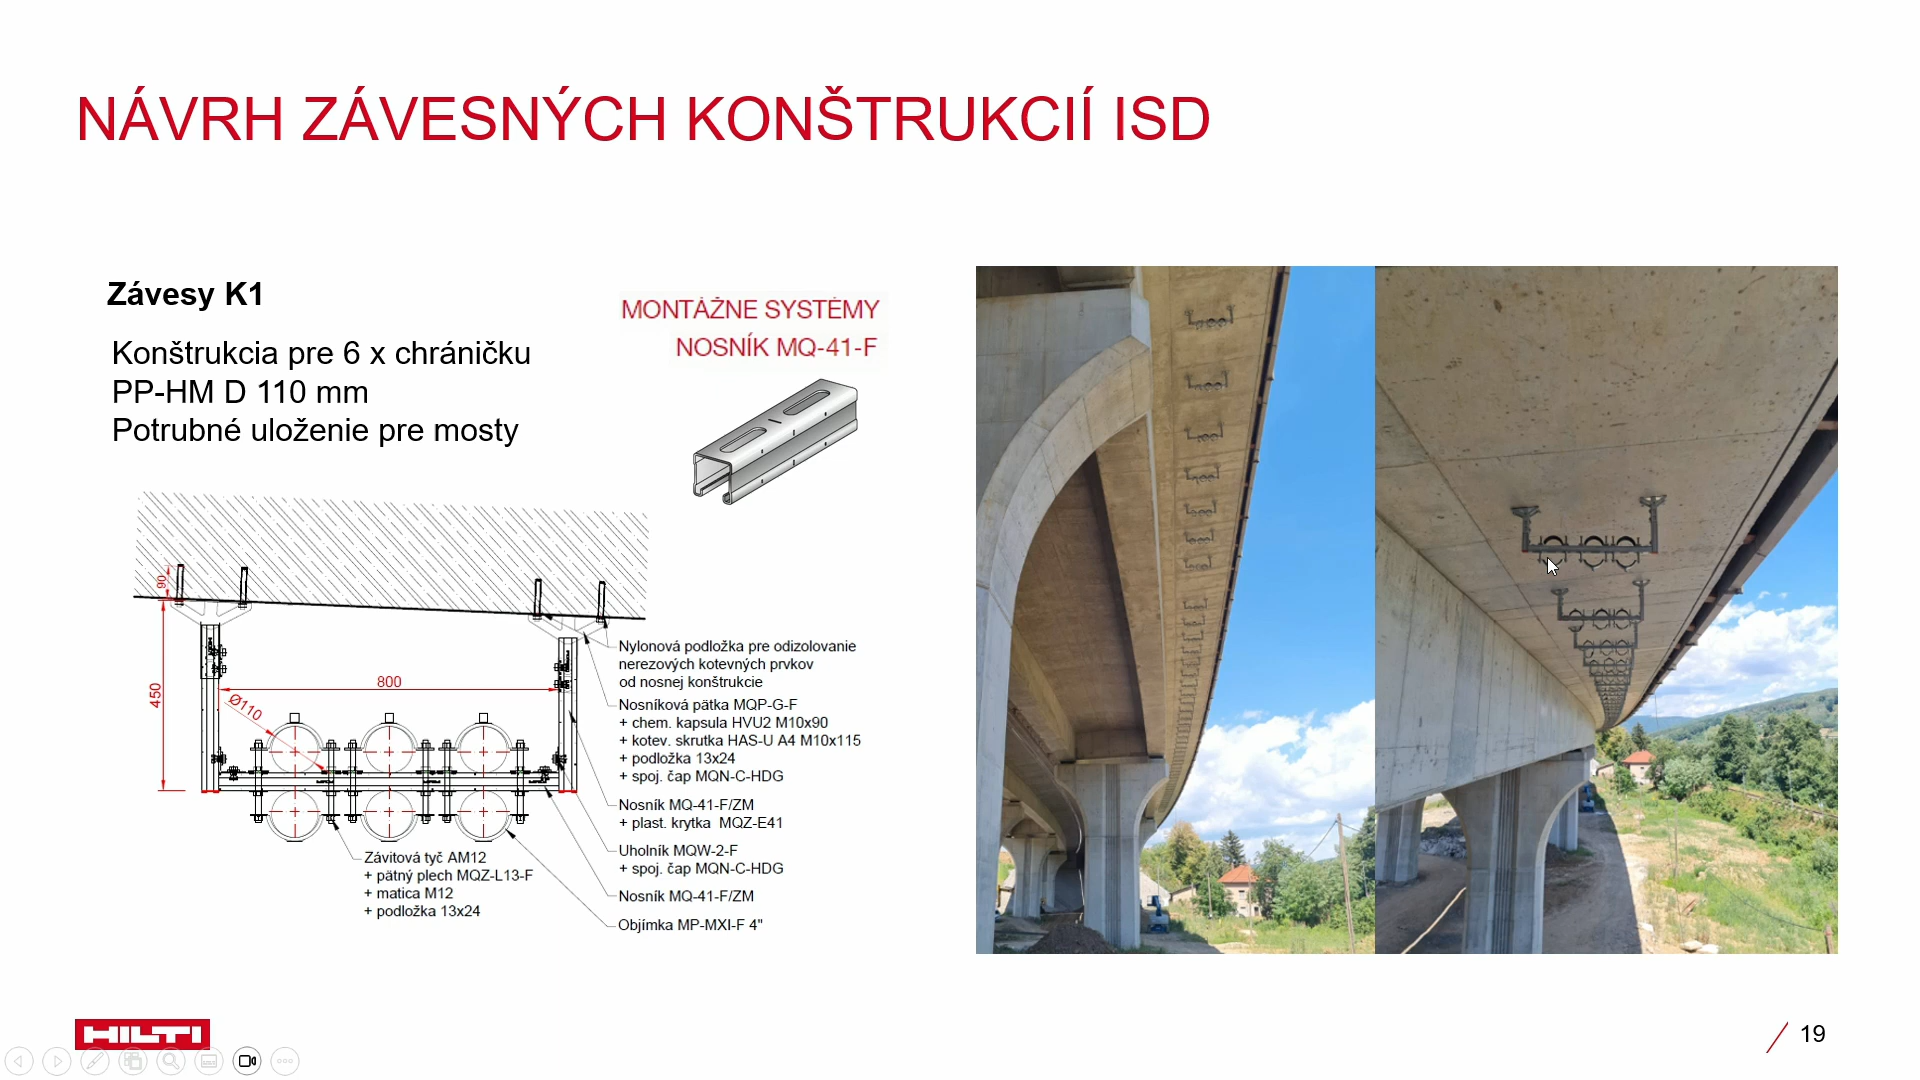 NÁVRH ZÁVESNÝCH KONŠTRUKCIÍ ISD
Závesy K1
Konštrukcia pre 6 x chráničku
PP-HM D 110 mm
Potrubné uloženie pre mosty
MONTÁŽNE SYSTÉMY
NOSNÍK MQ-41-F
90
450
800
Ø110
Nylonová podložka pre odizolovanie
nerezových kotevných prvkov
od nosnej konštrukcie
Nosníková pätka MQP-G-F
+ chem. kapsula HVU2 M10x90
+ kotev. skrutka HAS-U A4 M10x115
+ podložka 13x24
+ spoj. čap MQN-C-HDG
Nosník MQ-41-F/ZM
+ plast. krytka MQZ-E41
Uholník MQW-2-F
+ spoj. čap MQN-C-HDG
Nosník MQ-41-F/ZM
Objímka MP-MXI-F 4"
Závitová tyč AM12
+ pätný plech MQZ-L13-F
+ matica M12
+ podložka 13x24
HILTI
19